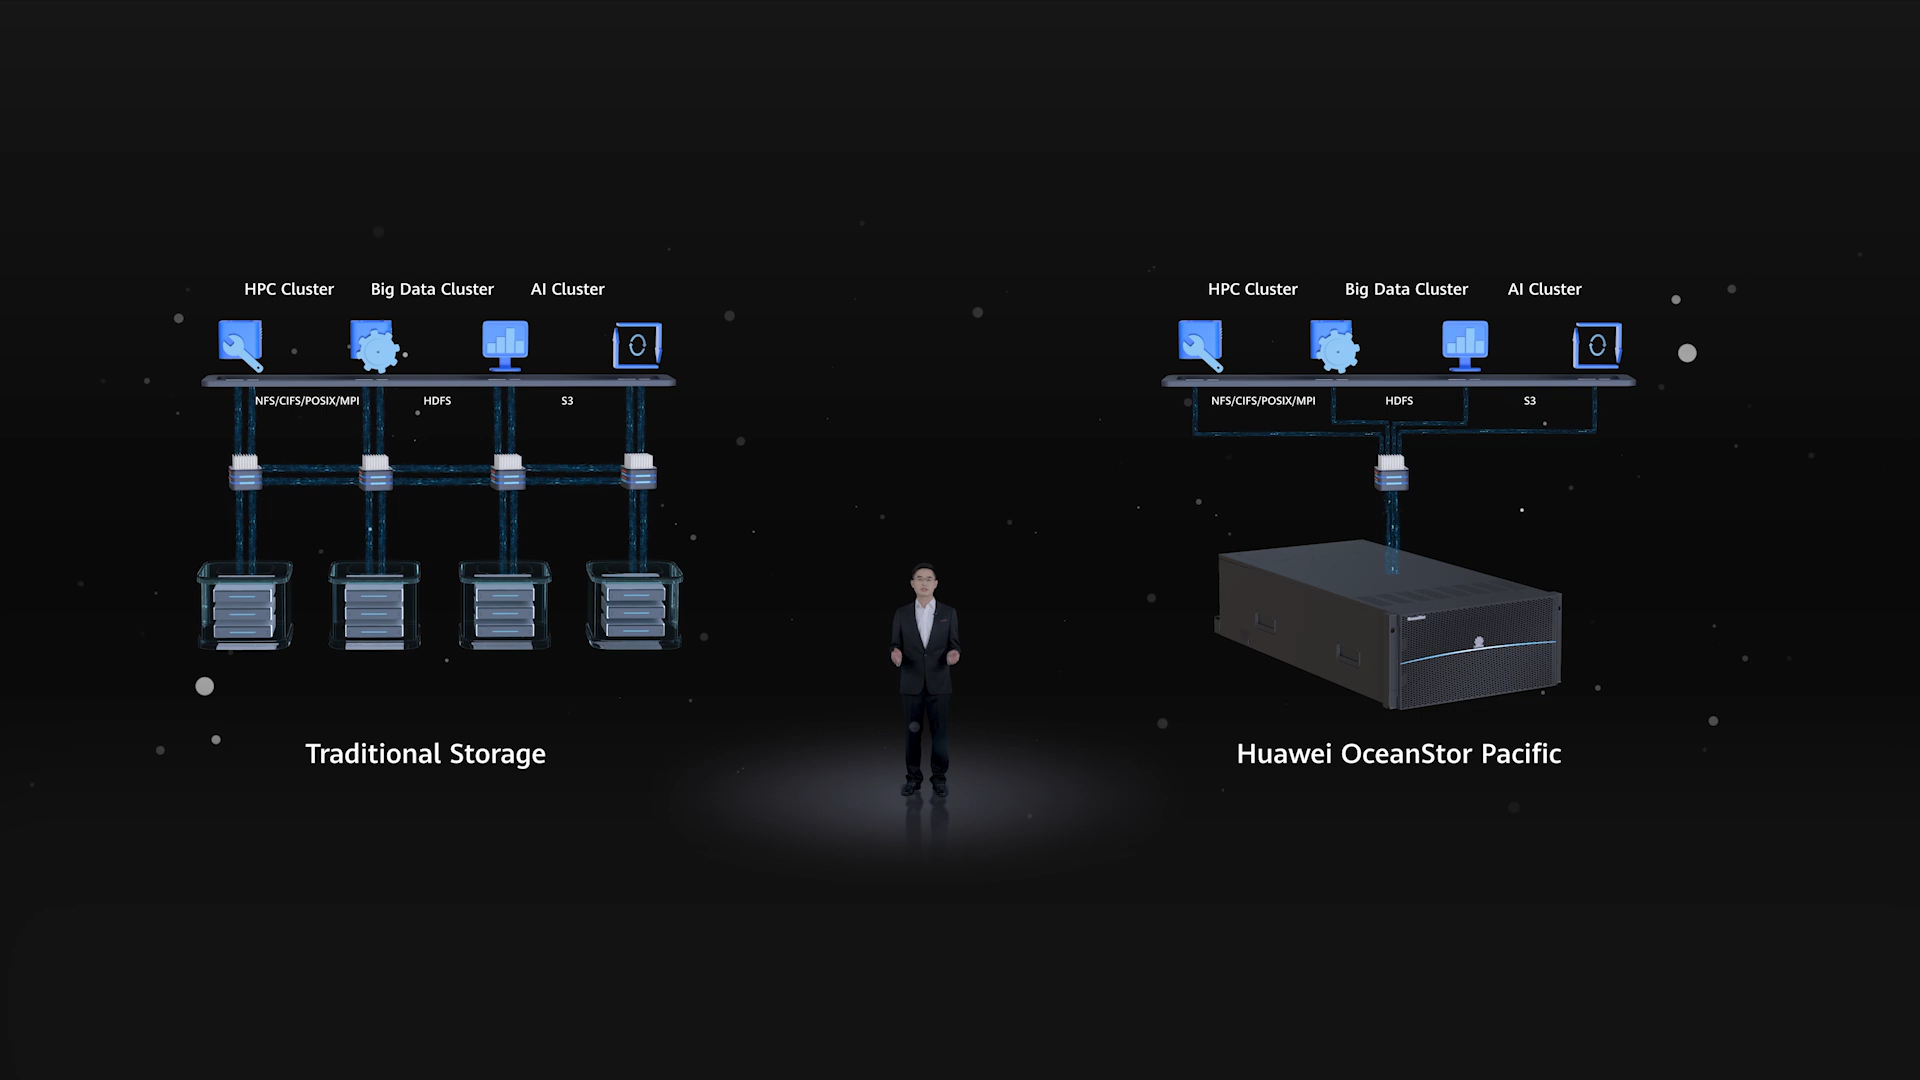 HPC Cluster Big Data Cluster AI Cluster
NFS/CIFS/POSIX/MPI HDFS S3
Traditional Storage
HPC Cluster Big Data Cluster AI Cluster
NFS/CIFS/POSIX/MPI HDFS S3
Huawei OceanStor Pacific